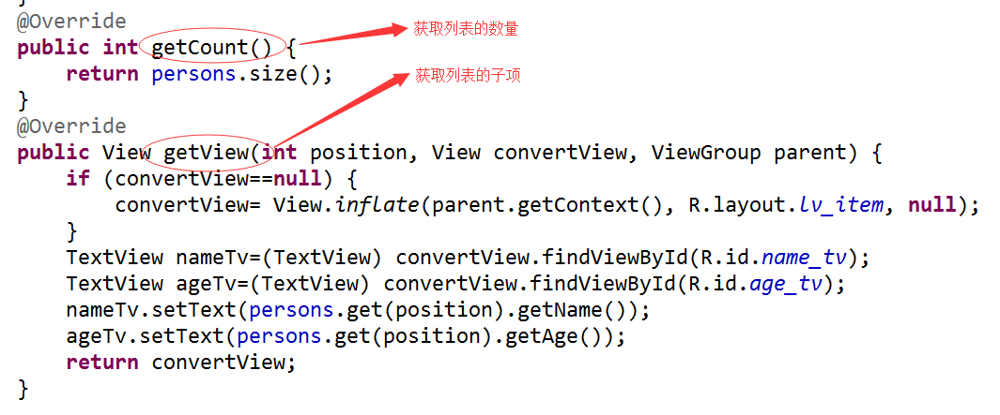 }
@Override
public int getCount() {
获取列表的数量
return persons.size();
获取列表的子项
}
@Override
public View getView(int position, View convertView, ViewGroup parent) {
if (convertView==null) {
convertView= View.inflate(parent.getContext(), R.layout.lv_item, null);
}
TextView nameTv=(TextView) convertView.findViewById(R.id.name_tv);
TextView ageTv=(TextView) convertView.findViewById(R.id.age_tv);
nameTv.setText(persons.get(position).getName());
ageTv.setText(persons.get(position).getAge());
return convertView;
}